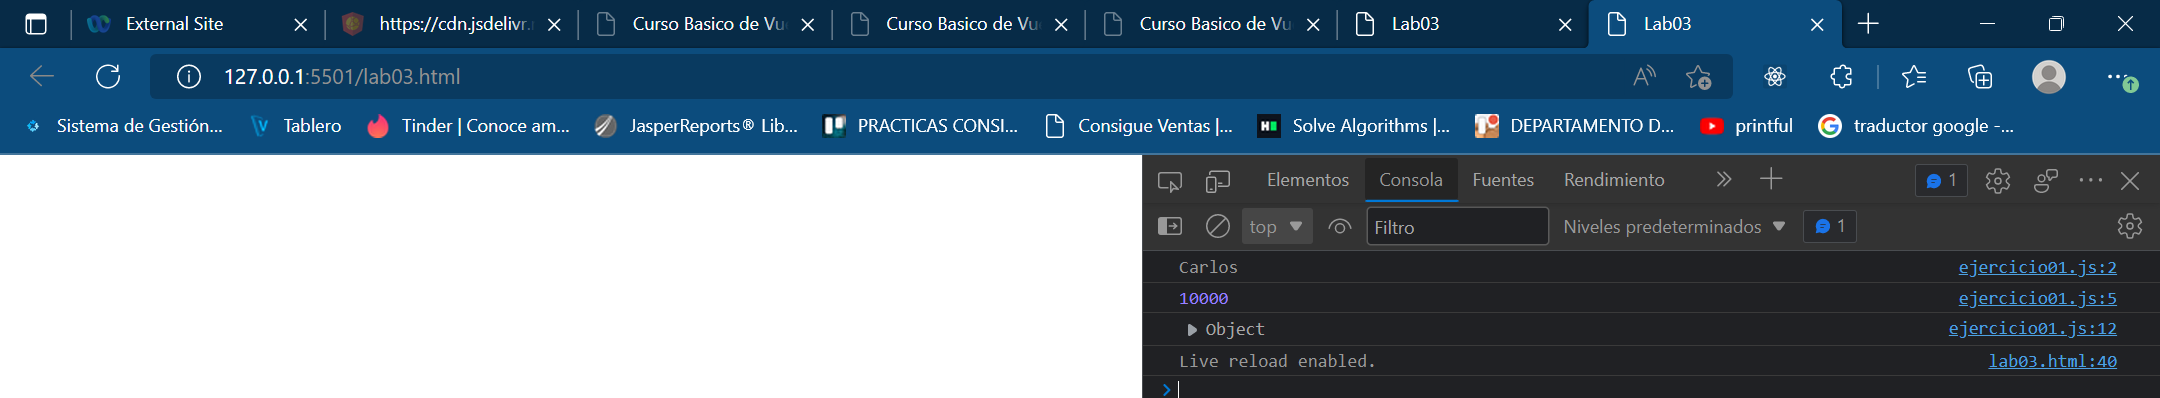 External Site https://cdn.jsdelivr. Curso Basico de Vu Curso Basico de Vu Curso Basico de Vu Lab03 Lab03
127.0.0.1:5501/lab03.html
Sistema de Gestión... Tablero Tinder | Conoce am... JasperReports® Lib... PRACTICAS CONSI... Consigue Ventas |... Solve Algorithms |... DEPARTAMENTO D... printful traductor google -...
Elementos Consola Fuentes Rendimiento 1
top Filtro Niveles predeterminados 1
Carlos ejercicio01.js:2
10000 ejercicio01.js:5
Object ejercicio01.js:12
Live reload enabled. lab03.html:40